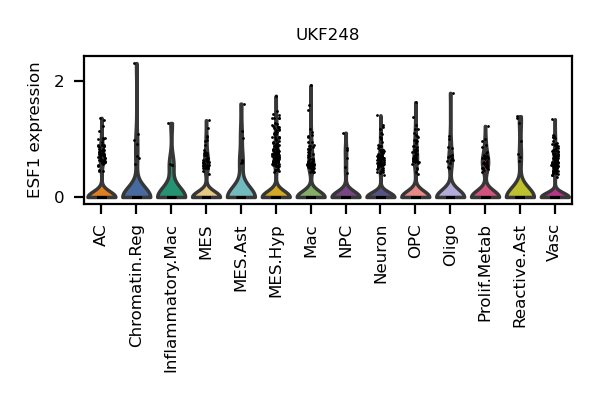 UKF248
ESF1 expression
2
0
AC
Chromatin.Reg
Inflammatory.Mac
MES
MES.Ast
MES.Hyp
Mac
NPC
Neuron
OPC
Oligo
Prolif.Metab
Reactive.Ast
Vasc